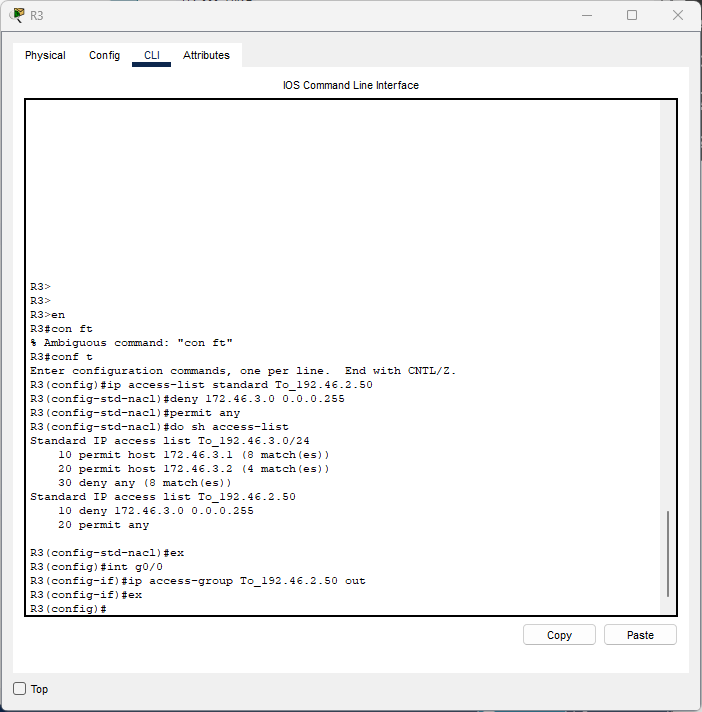 R3
Physical Config CLI Attributes
IOS Command Line Interface
R3>
R3>
R3>en
R3#con ft
% Ambiguous command: "con ft"
R3#conf t
Enter configuration commands, one per line.  End with CNTL/Z.
R3(config)#ip access-list standard To_192.46.2.50
R3(config-std-nacl)#deny 172.46.3.0 0.0.0.255
R3(config-std-nacl)#permit any
R3(config-std-nacl)#do sh access-list
Standard IP access list To_192.46.3.0/24
    10 permit host 172.46.3.1 (8 match(es))
    20 permit host 172.46.3.2 (4 match(es))
    30 deny any (8 match(es))
Standard IP access list To_192.46.2.50
    10 deny 172.46.3.0 0.0.0.255
    20 permit any
R3(config-std-nacl)#ex
R3(config)#int g0/0
R3(config-if)#ip access-group To_192.46.2.50 out
R3(config-if)#ex
R3(config)#
Copy Paste
Top